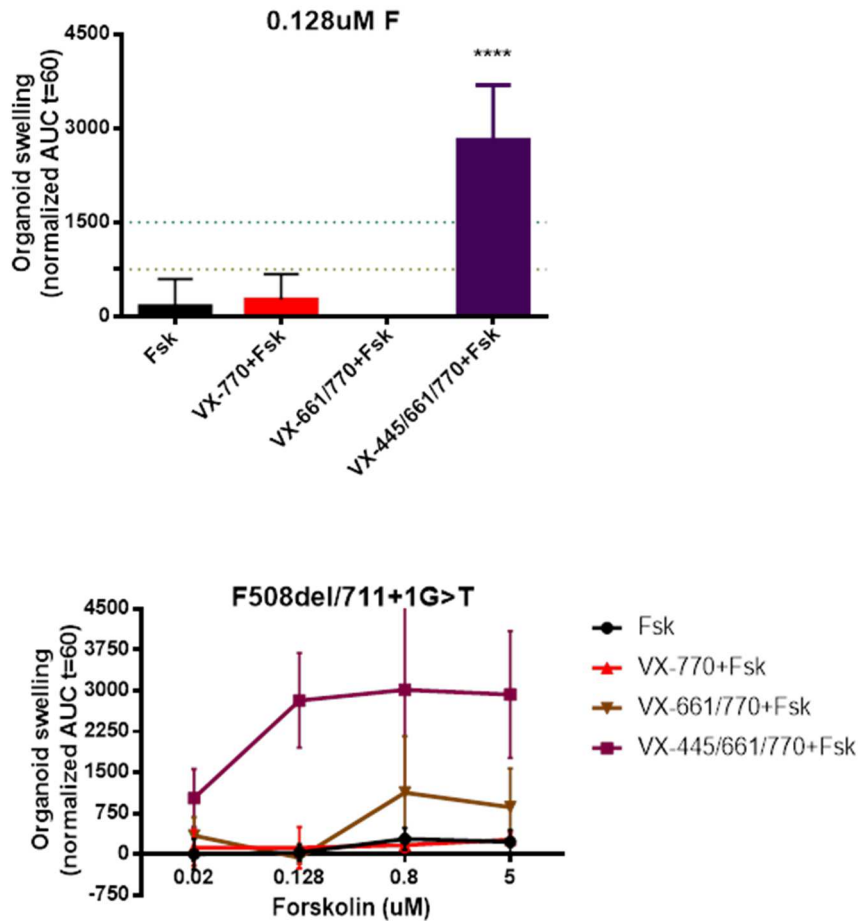 0.128uM F
Organoid swelling
(normalized AUC t=60)
4500
3000
1500
0
****
Fsk
VX-770+Fsk
VX-661/770+Fsk
VX-445/661/770+Fsk
F508del/711+1G>T
Organoid swelling
(normalized AUC t=60)
4500
3750
3000
2250
1500
750
0
-750
0.02 0.128 0.8 5
Forskolin (uM)
Fsk
VX-770+Fsk
VX-661/770+Fsk
VX-445/661/770+Fsk